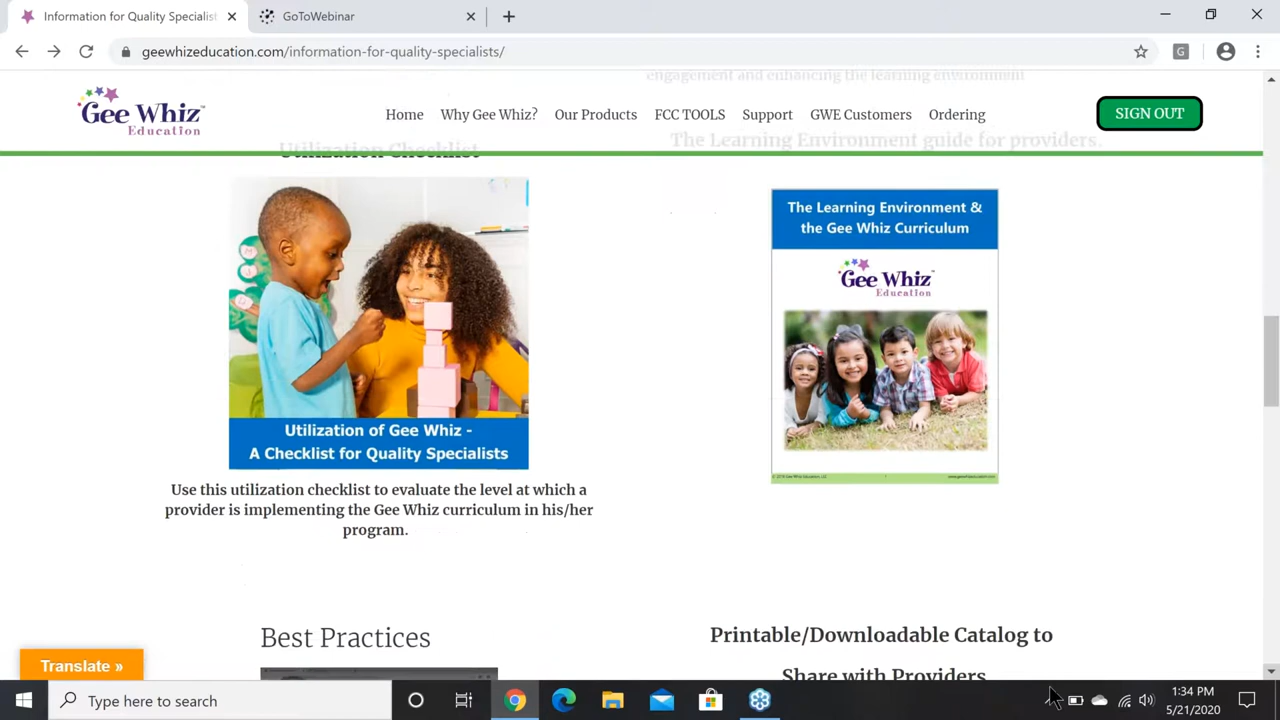 Information for Quality Specialist
GoToWebinar
geewhizeducation.com/information-for-quality-specialists/
G
engagement and enhancing the learning environment
Gee Whiz
Education
Home
Why Gee Whiz?
Our Products
FCC TOOLS
Support
GWE Customers
Ordering
SIGN OUT
Utilization Checklist
The Learning Environment guide for providers.
Utilization of Gee Whiz -
A Checklist for Quality Specialists
Use this utilization checklist to evaluate the level at which a
provider is implementing the Gee Whiz curriculum in his/her
program.
The Learning Environment &
the Gee Whiz Curriculum
Gee Whiz
Education
Best Practices
Printable/Downloadable Catalog to
Share with Providers
Translate »
Type here to search
1:34 PM
5/21/2020